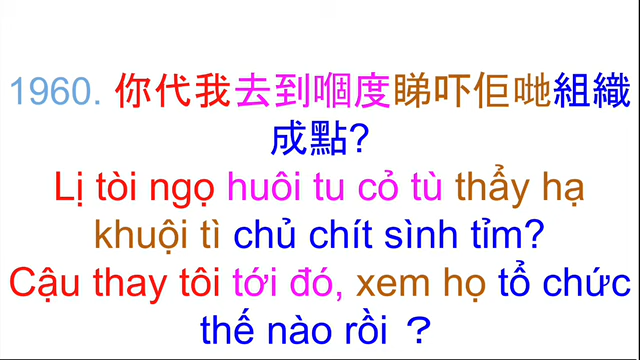 1960. 你代我去到嗰度睇吓佢哋組織
成點?
Lị tòi ngọ huôi tu cỏ tù thẩy hạ
khuội tì chủ chít sình tỉm?
Cậu thay tôi tới đó, xem họ tổ chức
thế nào rồi ？